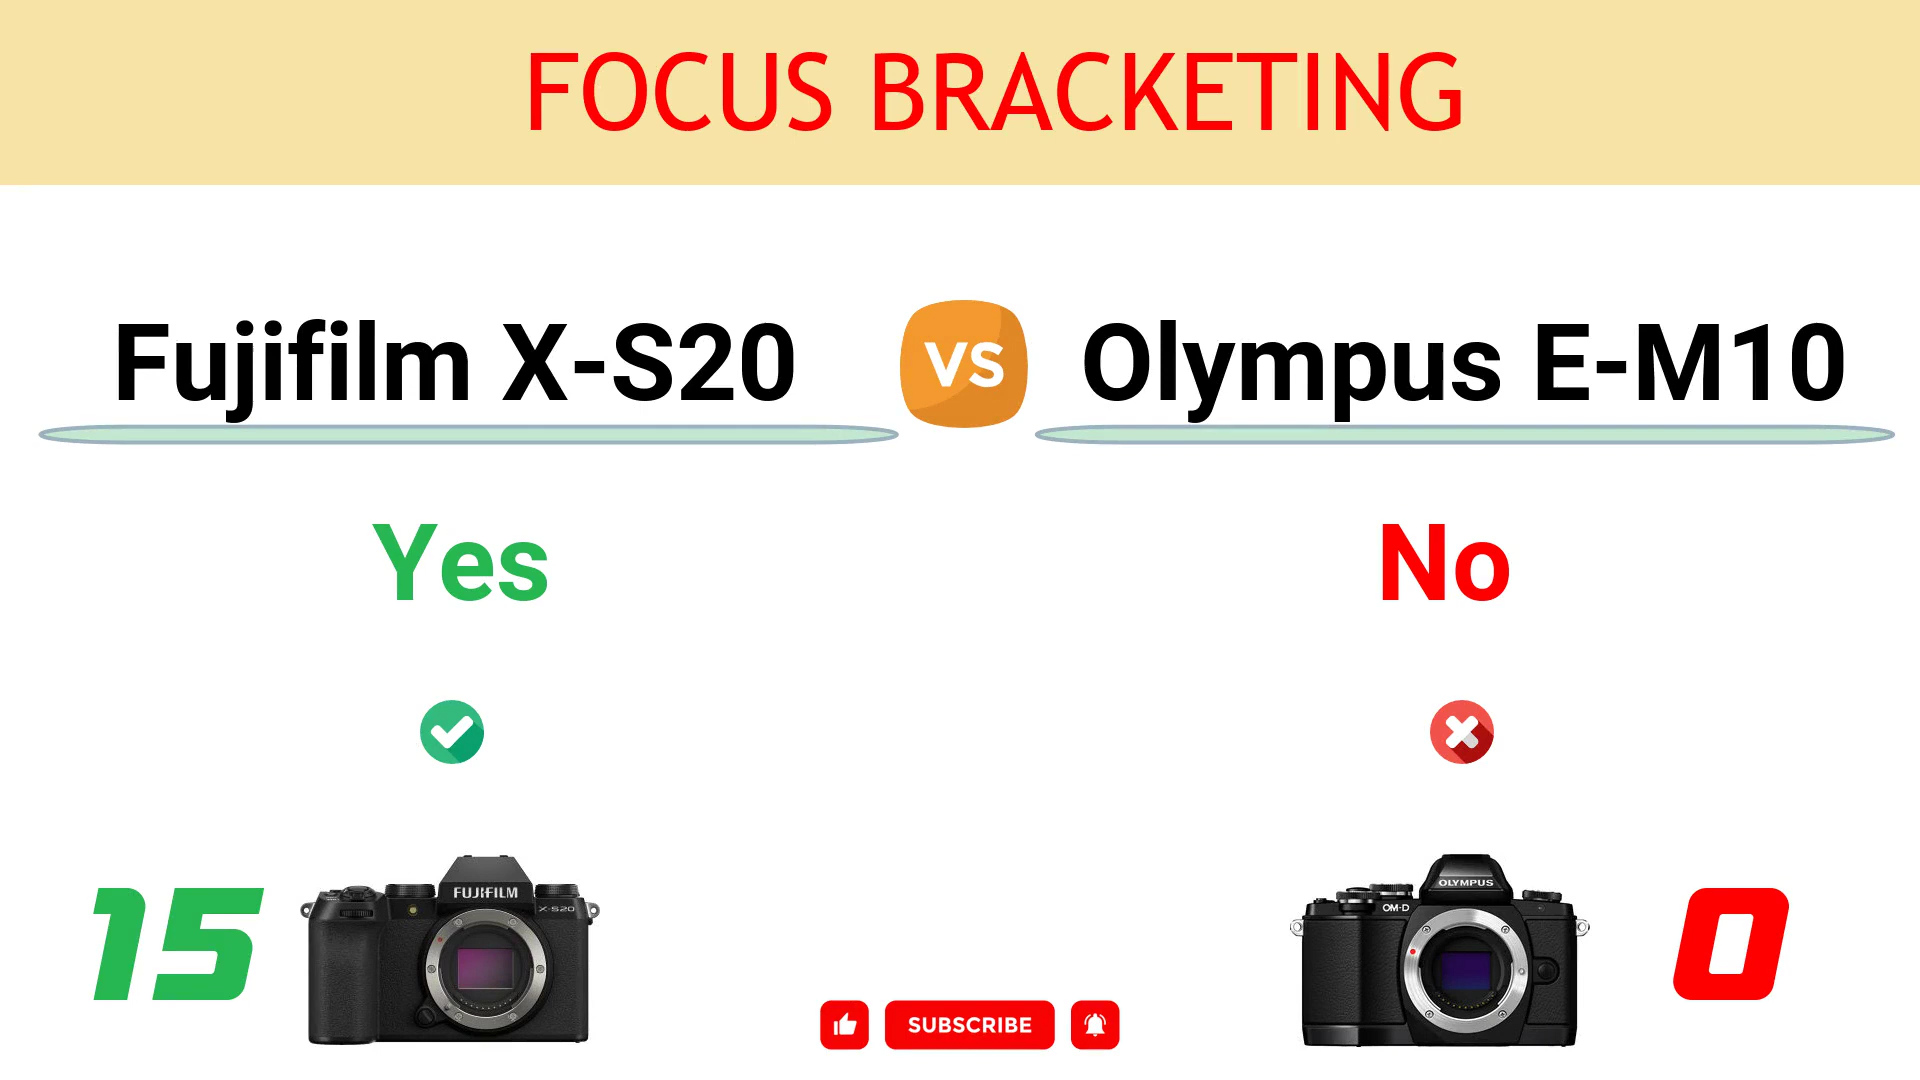 FOCUS BRACKETING
Fujifilm X-S20
VS
Olympus E-M10
Yes
No
15
FUJIFILM
X-S20
OLYMPUS
OM-D
0
SUBSCRIBE